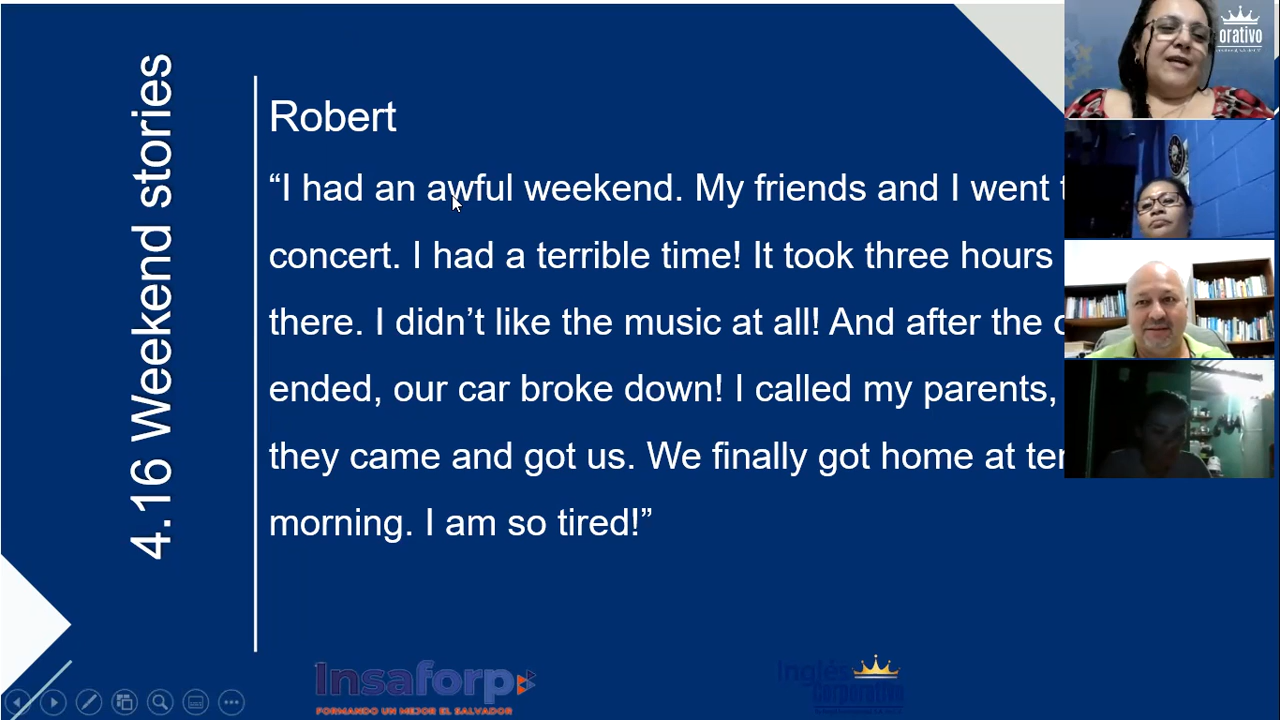 4.16 Weekend stories
Robert
“I had an awful weekend. My friends and I went
concert. I had a terrible time! It took three hours
there. I didn’t like the music at all! And after the
ended, our car broke down! I called my parents,
they came and got us. We finally got home at
morning. I am so tired!”
Insaforp
FORMANDO UN MEJOR EL SALVADOR
Inglés
Corporativo
orativo